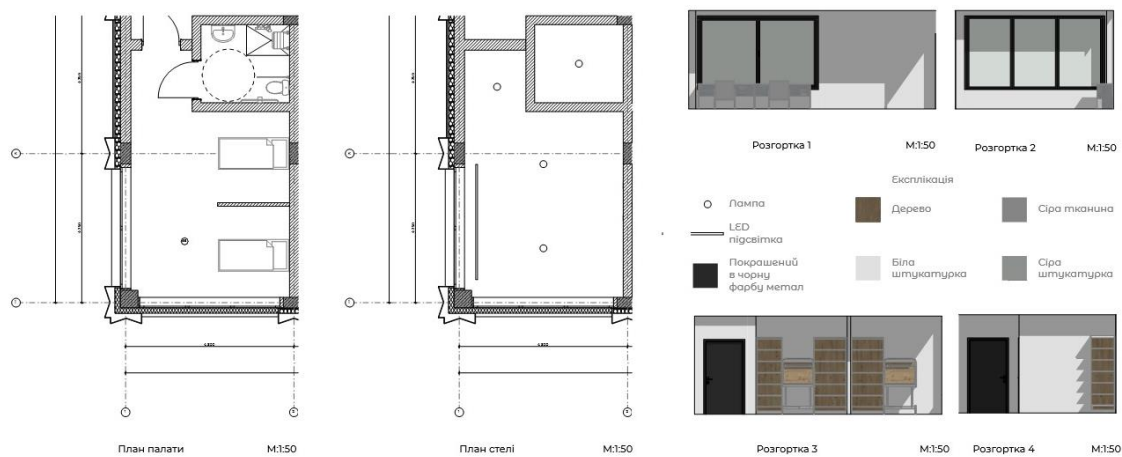 Розгортка 1 М:1:50
Розгортка 2 М:1:50
Експлікація
Лампа
LED
підсвітка
Покрашений
в чорну
фарбу метал
Дерево
Біла
штукатурка
Сіра тканина
Сіра
штукатурка
План палати М:1:50
План стелі М:1:50
Розгортка 3 М:1:50
Розгортка 4 М:1:50